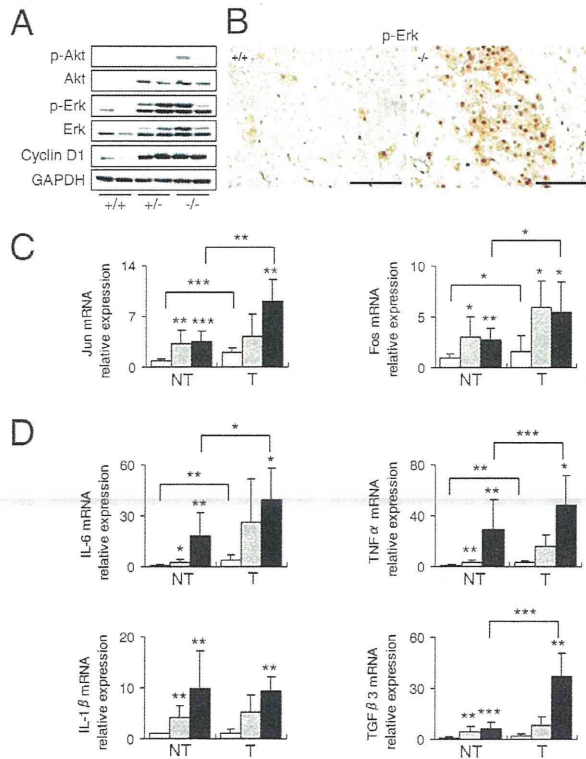 A
p-Akt
Akt
p-Erk
Erk
Cyclin D1
GAPDH
+/+ +/- -/-
B
p-Erk
+/+ -/-
C
Jun mRNA
relative expression
14
7
0
** *** *** ** **
NT T
Fos mRNA
relative expression
10
5
0
* ** * * * *
NT T
D
IL-6 mRNA
relative expression
60
30
0
* ** ** * *
NT T
TNFα mRNA
relative expression
80
40
0
** ** ** *** *
NT T
IL-1β mRNA
relative expression
20
10
0
** ** **
NT T
TGFβ3 mRNA
relative expression
60
30
0
** *** *** **
NT T